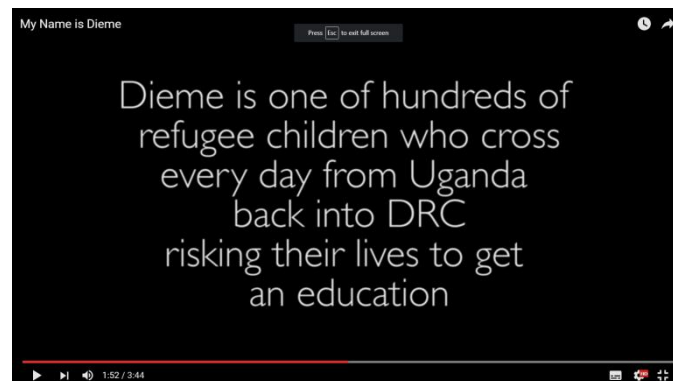 My Name is Dieme
Press Esc to exit full screen
Dieme is one of hundreds of
refugee children who cross
every day from Uganda
back into DRC
risking their lives to get
an education
1:52 / 3:44